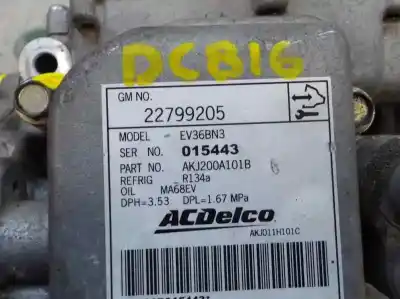 DCB16
GM NO.
22799205
MODEL EV36BN3
SER NO. 015443
PART NO. AKJ200A101B
REFRIG R134a
OIL MA68EV
DPH=3.53 DPL=1.67 MPa
ACDelco
AKJ011H101C